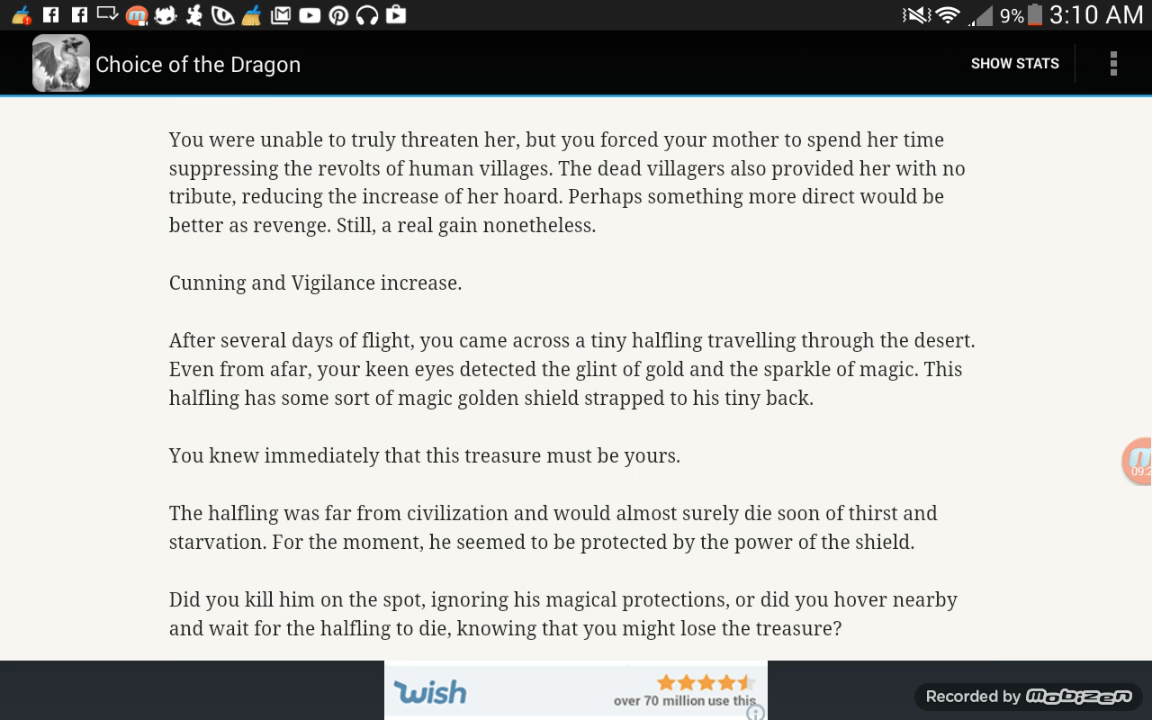 9% 3:10 AM
Choice of the Dragon
SHOW STATS
You were unable to truly threaten her, but you forced your mother to spend her time
suppressing the revolts of human villages. The dead villagers also provided her with no
tribute, reducing the increase of her hoard. Perhaps something more direct would be
better as revenge. Still, a real gain nonetheless.
Cunning and Vigilance increase.
After several days of flight, you came across a tiny halfling travelling through the desert.
Even from afar, your keen eyes detected the glint of gold and the sparkle of magic. This
halfling has some sort of magic golden shield strapped to his tiny back.
You knew immediately that this treasure must be yours.
The halfling was far from civilization and would almost surely die soon of thirst and
starvation. For the moment, he seemed to be protected by the power of the shield.
Did you kill him on the spot, ignoring his magical protections, or did you hover nearby
and wait for the halfling to die, knowing that you might lose the treasure?
wish
over 70 million use this
Recorded by mobizen